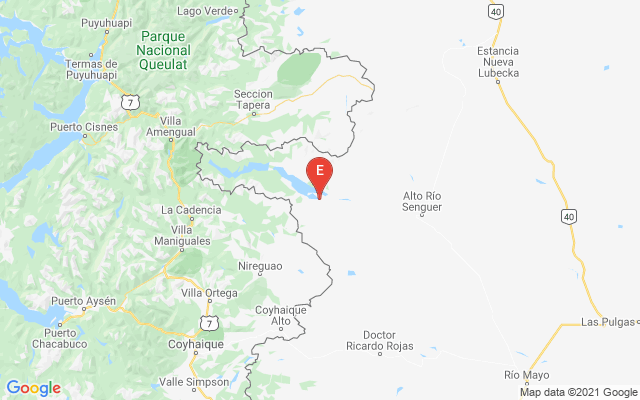 Lago Verde
40
Puyuhuapi
Parque
Nacional
Queulat
Estancia
Nueva
Lubecka
Termas de
Puyuhuapi
7
Seccion
Tapera
Villa
Amengual
Puerto Cisnes
E
Alto Río
Senguer
La Cadencia
40
Villa
Maniguales
Nireguao
Villa Ortega
Puerto Aysén
Coyhaique
Alto
7
Las Pulgas
Puerto
Chacabuco
Doctor
Ricardo Rojas
Coyhaique
Río Mayo
Valle Simpson
Google
Map data ©2021 Google